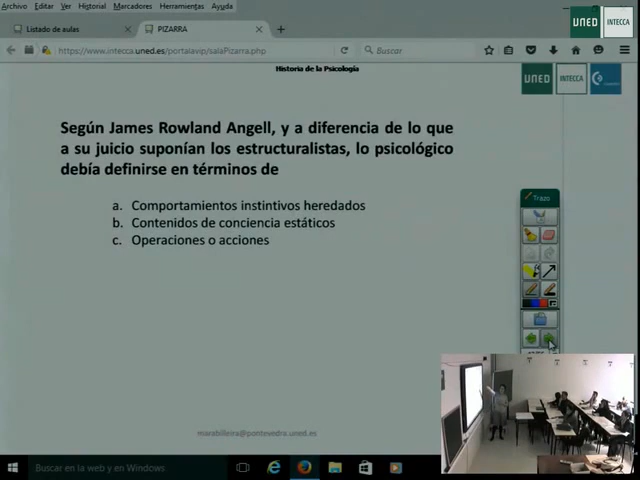 Archivo Editar Ver Historial Marcadores Herramientas Ayuda
Listado de aulas
PIZARRA
https://www.intecca.uned.es/portalavip/salaPizarra.php
Buscar
UNED INTECCA
Historia de la Psicología
UNED INTECCA
Según James Rowland Angell, y a diferencia de lo que
a su juicio suponían los estructuralistas, lo psicológico
debía definirse en términos de
a. Comportamientos instintivos heredados
b. Contenidos de conciencia estáticos
c. Operaciones o acciones
Trazo
marabilleira@pontevedra.uned.es
Buscar en la web y en Windows